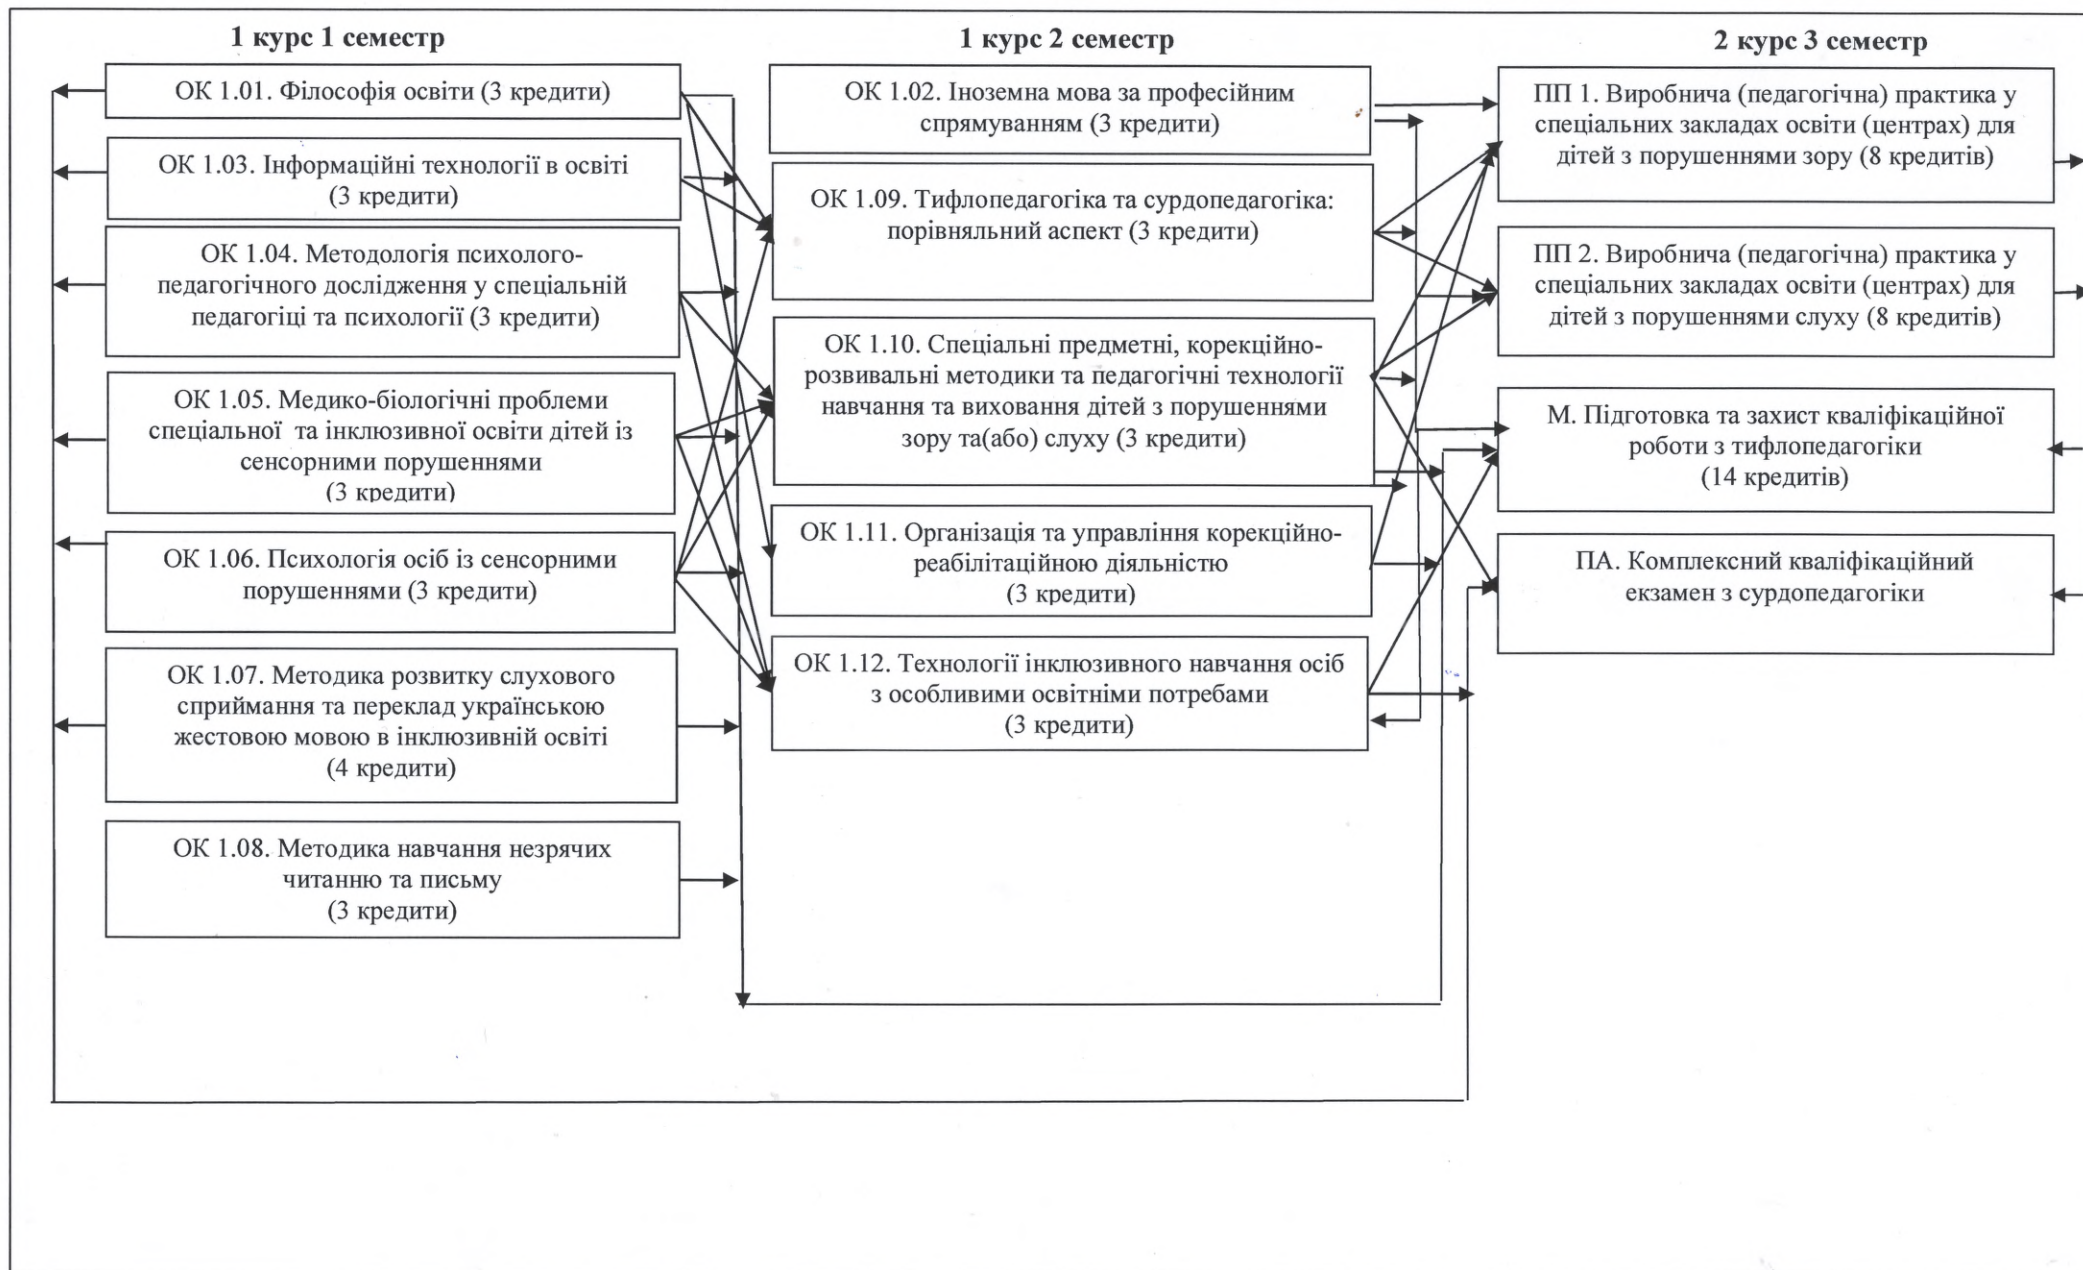 1 курс 1 семестр
ОК 1.01. Філософія освіти (3 кредити)
ОК 1.03. Інформаційні технології в освіті
(3 кредити)
ОК 1.04. Методологія психолого-
педагогічного дослідження у спеціальній
педагогіці та психології (3 кредити)
ОК 1.05. Медико-біологічні проблеми
спеціальної та інклюзивної освіти дітей із
сенсорними порушеннями
(3 кредити)
ОК 1.06. Психологія осіб із сенсорними
порушеннями (3 кредити)
ОК 1.07. Методика розвитку слухового
сприймання та переклад українською
жестовою мовою в інклюзивній освіті
(4 кредити)
ОК 1.08. Методика навчання незрячих
читанню та письму
(3 кредити)
1 курс 2 семестр
ОК 1.02. Іноземна мова за професійним
спрямуванням (3 кредити)
ОК 1.09. Тифлопедагогіка та сурдопедагогіка:
порівняльний аспект (3 кредити)
ОК 1.10. Спеціальні предметні, корекційно-
розвивальні методики та педагогічні технології
навчання та виховання дітей з порушеннями
зору та(або) слуху (3 кредити)
ОК 1.11. Організація та управління корекційно-
реабілітаційною діяльністю
(3 кредити)
ОК 1.12. Технології інклюзивного навчання осіб
з особливими освітніми потребами
(3 кредити)
2 курс 3 семестр
ПП 1. Виробнича (педагогічна) практика у
спеціальних закладах освіти (центрах) для
дітей з порушеннями зору (8 кредитів)
ПП 2. Виробнича (педагогічна) практика у
спеціальних закладах освіти (центрах) для
дітей з порушеннями слуху (8 кредитів)
М. Підготовка та захист кваліфікаційної
роботи з тифлопедагогіки
(14 кредитів)
ПА. Комплексний кваліфікаційний
екзамен з сурдопедагогіки